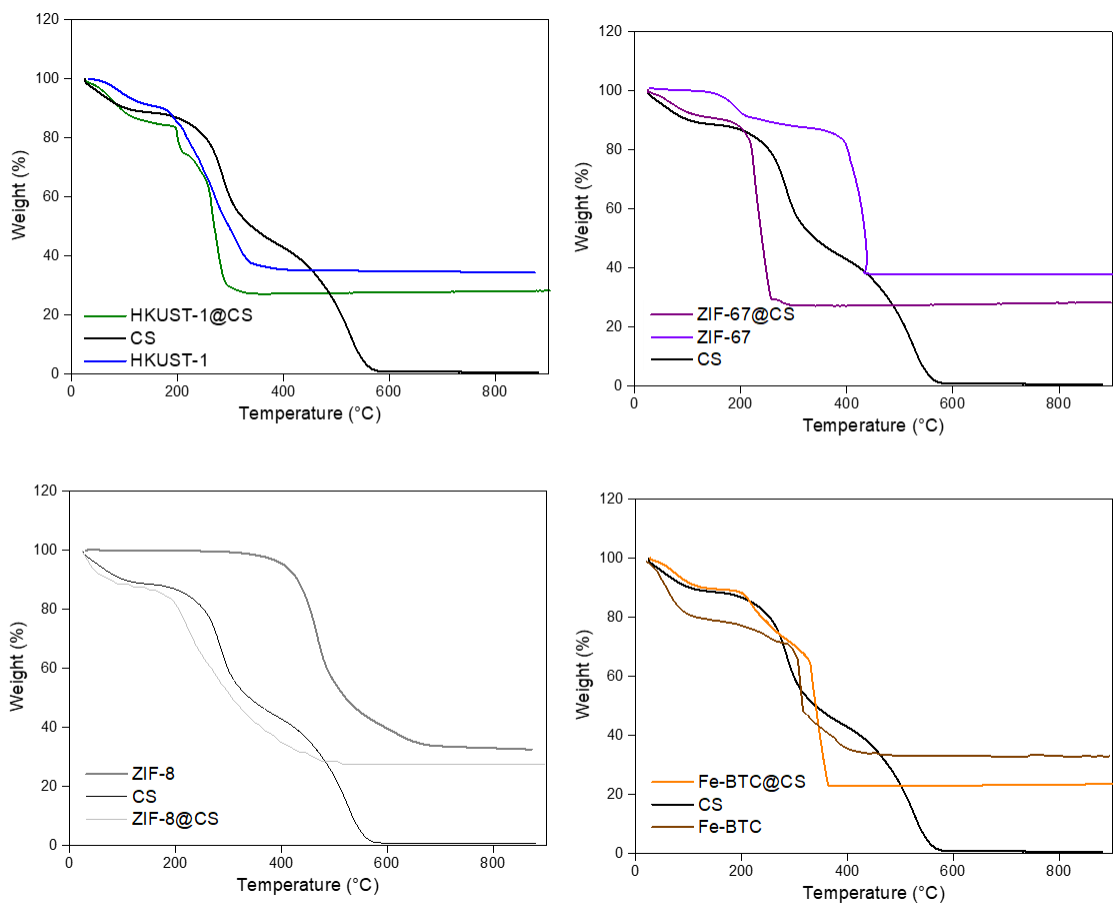 120
100
80
60
40
20
0
Weight (%)
HKUST-1@CS
CS
HKUST-1
0 200 400 600 800
Temperature (°C)
120
100
80
60
40
20
0
Weight (%)
ZIF-67@CS
ZIF-67
CS
0 200 400 600 800
Temperature (°C)
120
100
80
60
40
20
0
Weight (%)
ZIF-8
CS
ZIF-8@CS
0 200 400 600 800
Temperature (°C)
120
100
80
60
40
20
0
Weight (%)
Fe-BTC@CS
CS
Fe-BTC
0 200 400 600 800
Temperature (°C)